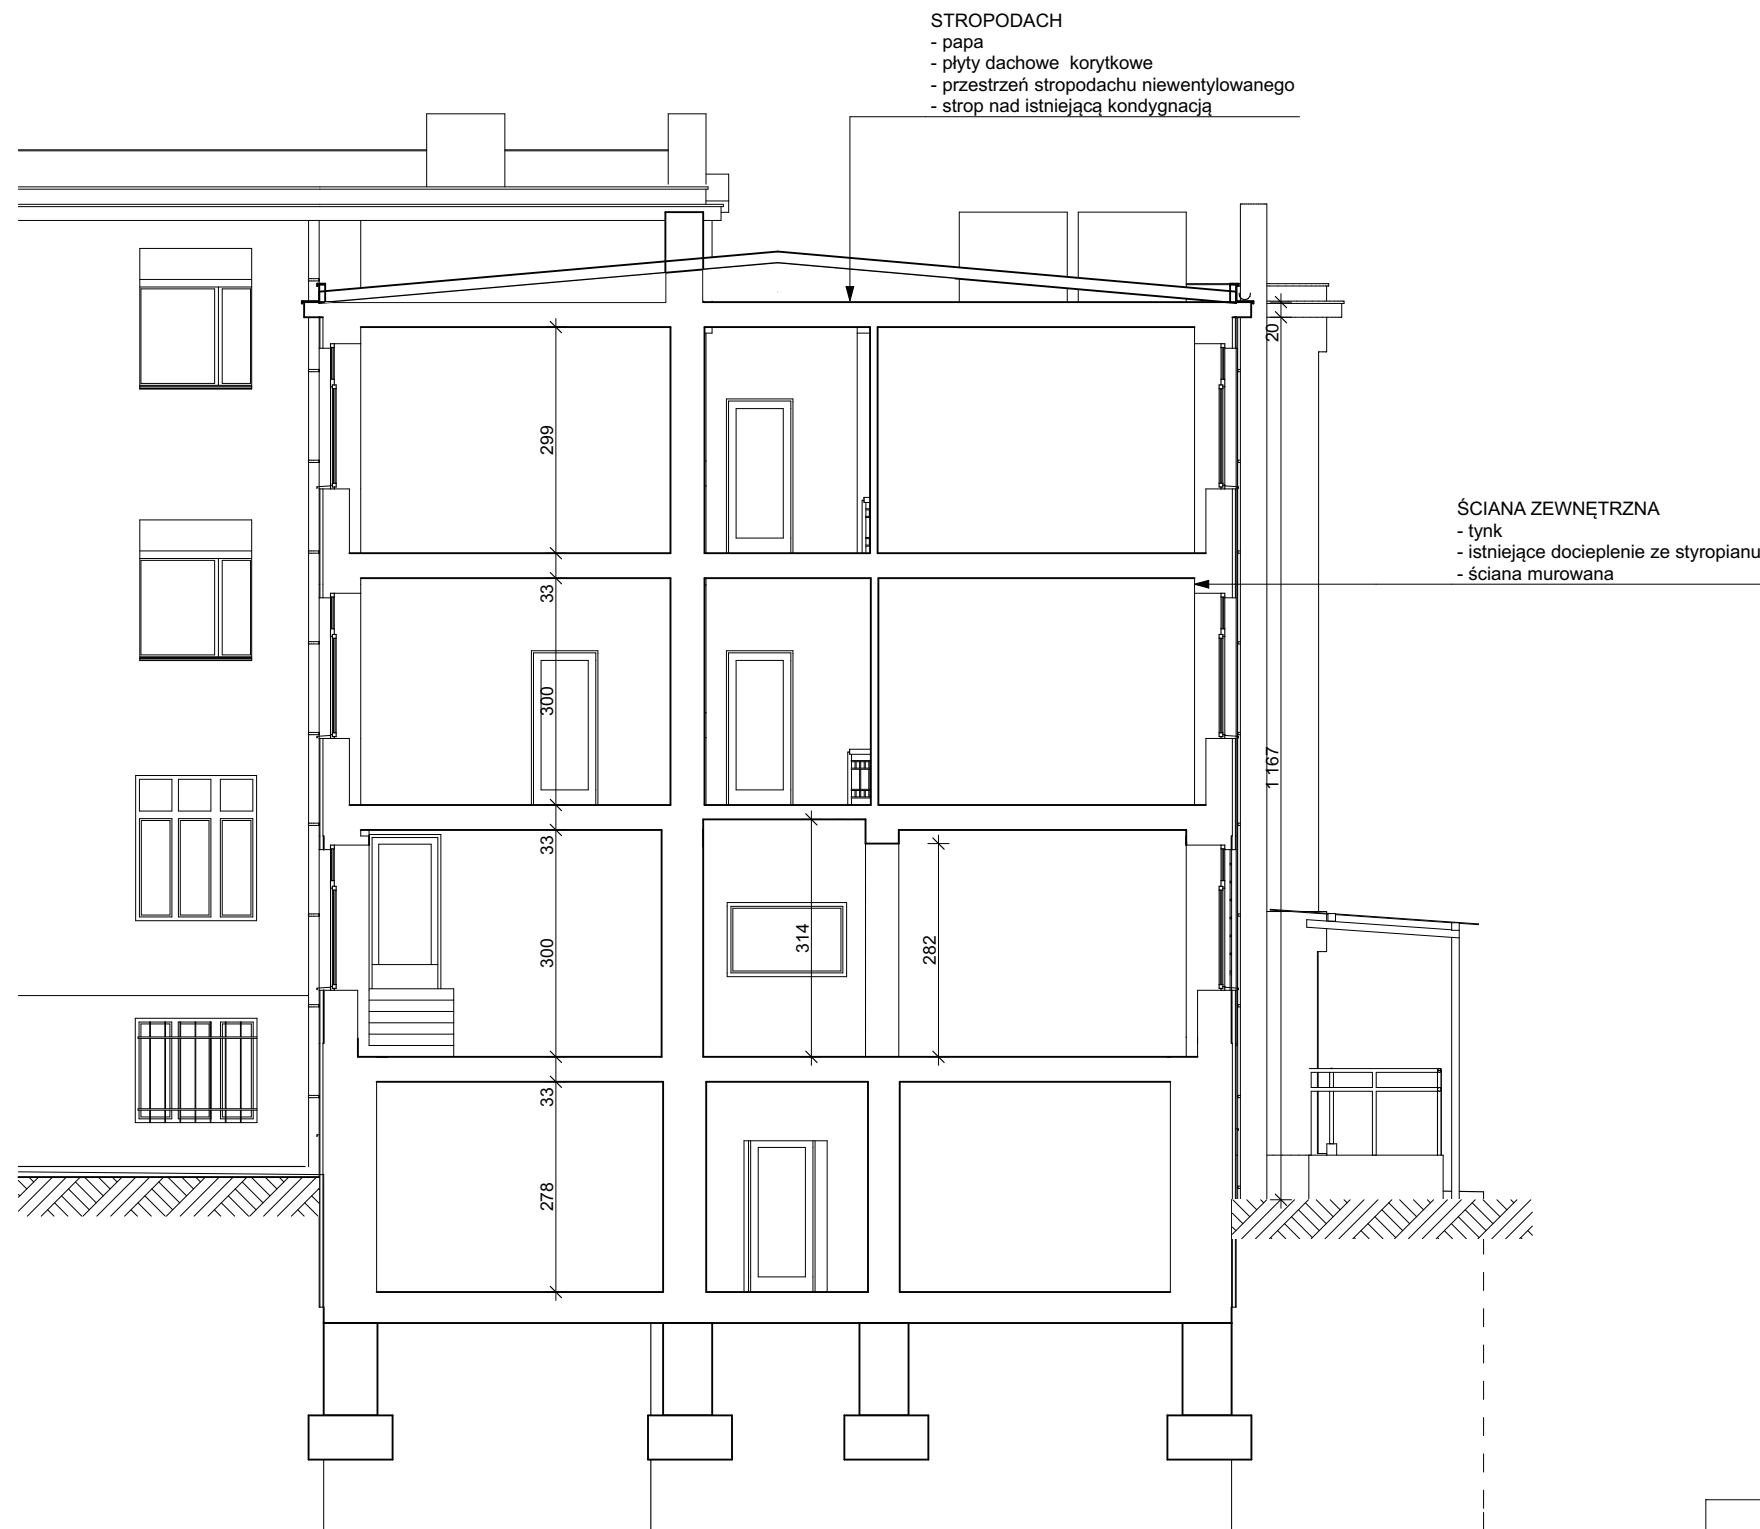 STROPODACH
- papa
- płyty dachowe korytkowe
- przestrzeń stropodachu niewentylowanego
- strop nad istniejącą kondygnacją
20
299
ŚCIANA ZEWNĘTRZNA
- tynk
- istniejące docieplenie ze styropianu
- ściana murowana
33
300
1 167
33
300
314
282
33
278